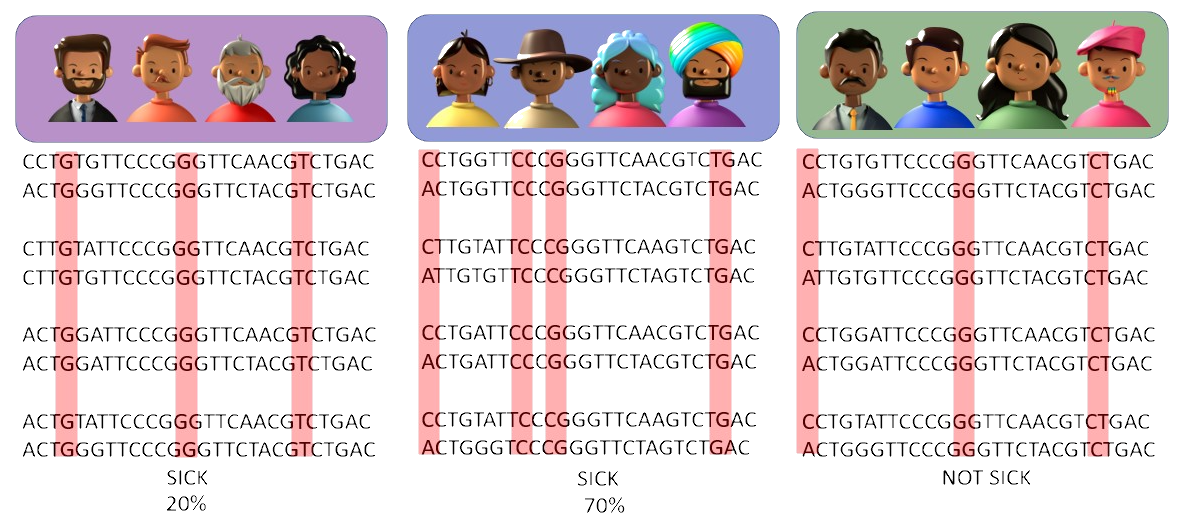 CCTGTGTTCCCGGGTTCAACGTCTGAC
ACTGGGTTCCCGGGTTCTACGTCTGAC
CTTGTATTCCCGGGTTCAACGTCTGAC
CTTGTGTTCCCGGGTTCTACGTCTGAC
ACTGGATTCCCGGGTTCAACGTCTGAC
ACTGGATTCCCGGGTTCTACGTCTGAC
ACTGTATTCCCGGGTTCAACGTCTGAC
ACTGGGTTCCCGGGTTCTACGTCTGAC
SICK
20%
CCTGGTTCCCGGGTTCAACGTCTGAC
ACTGGTTCCCGGGTTCTACGTCTGAC
CTTGTATTCCCGGGTTCAAGTCTGAC
ATTGTGTTCCCGGGTTCTAGTCTGAC
CCTGATTCCCGGGTTCAACGTCTGAC
ACTGATTCCCGGGTTCTACGTCTGAC
CCTGTATTCCCGGGTTCAAGTCTGAC
ACTGGGTCCCGGGTTCTAGTCTGAC
SICK
70%
CCTGTGTTCCCGGGTTCAACGTCTGAC
ACTGGGTTCCCGGGTTCTACGTCTGAC
CTTGTATTCCCGGGTTCAACGTCTGAC
ATTGTGTTCCCGGGTTCTACGTCTGAC
CCTGGATTCCCGGGTTCAACGTCTGAC
ACTGGATTCCCGGGTTCTACGTCTGAC
CCTGTATTCCCGGGTTCAACGTCTGAC
ACTGGGTTCCCGGGTTCTACGTCTGAC
NOT SICK